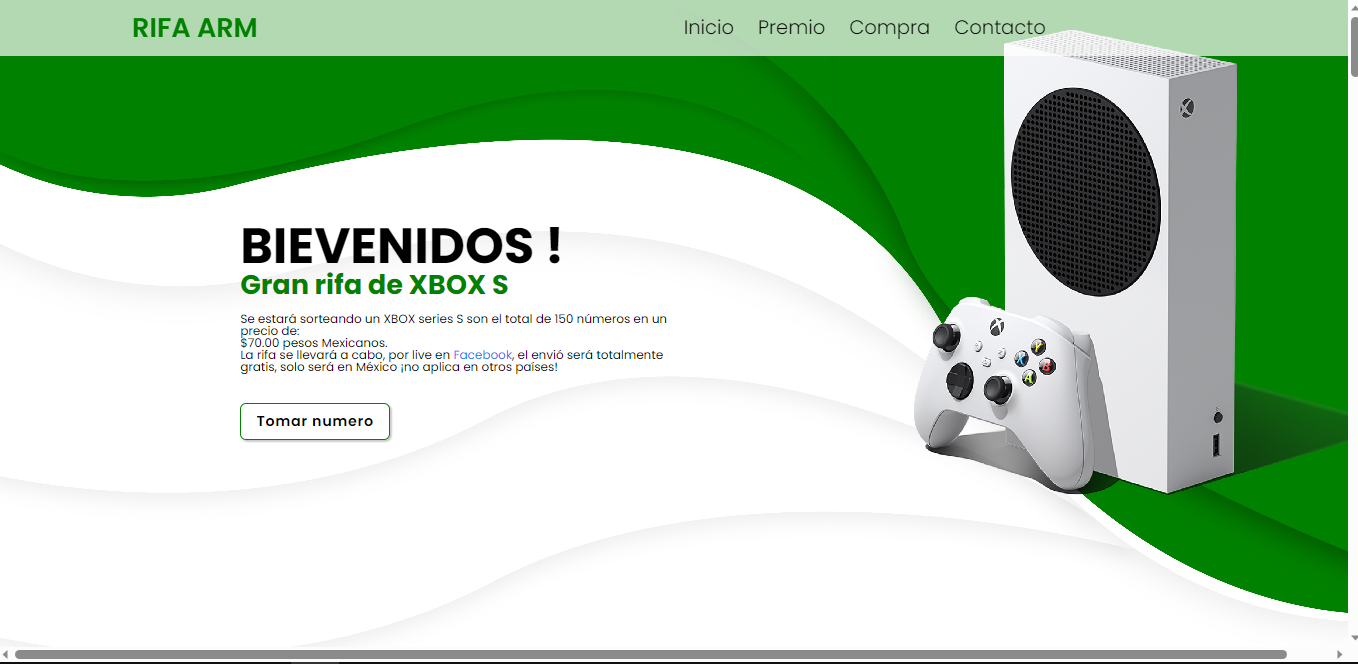 RIFA ARM
Inicio Premio Compra Contacto
BIEVENIDOS !
Gran rifa de XBOX S
Se estará sorteando un XBOX series S son el total de 150 números en un
precio de:
$70.00 pesos Mexicanos.
La rifa se llevará a cabo, por live en Facebook, el envió será totalmente
gratis, solo será en México ¡no aplica en otros países!
Tomar numero
Y
X
B
A